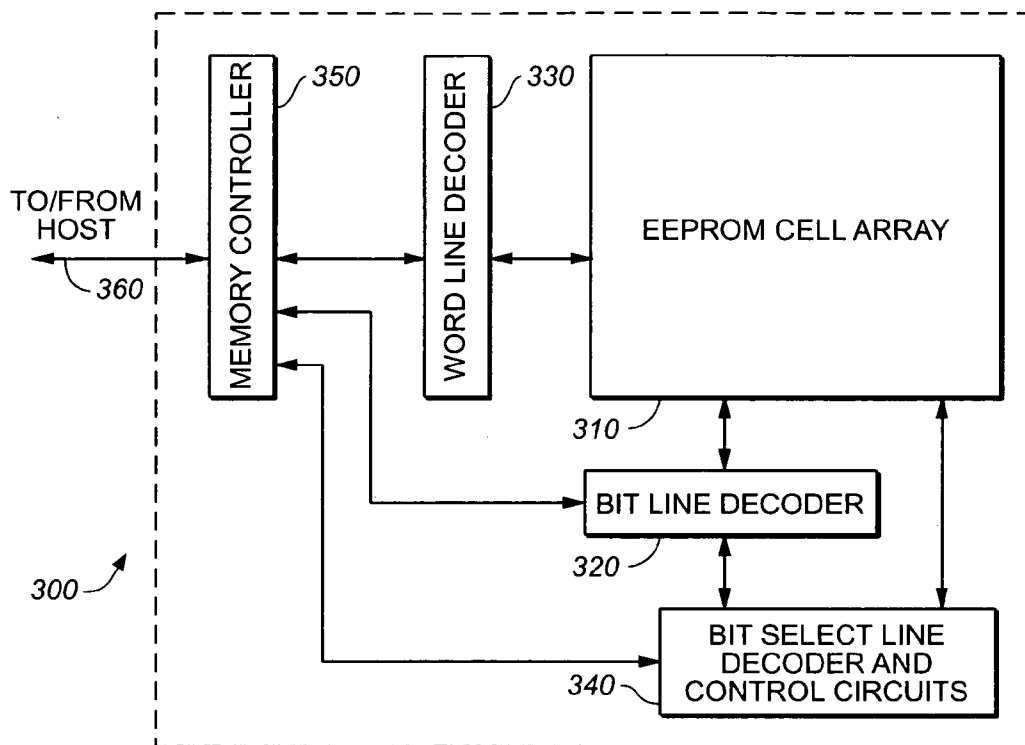 350
330
MEMORY CONTROLLER
WORD LINE DECODER
EEPROM CELL ARRAY
TO/FROM
HOST
360
310
BIT LINE DECODER
320
300
BIT SELECT LINE
DECODER AND
CONTROL CIRCUITS
340